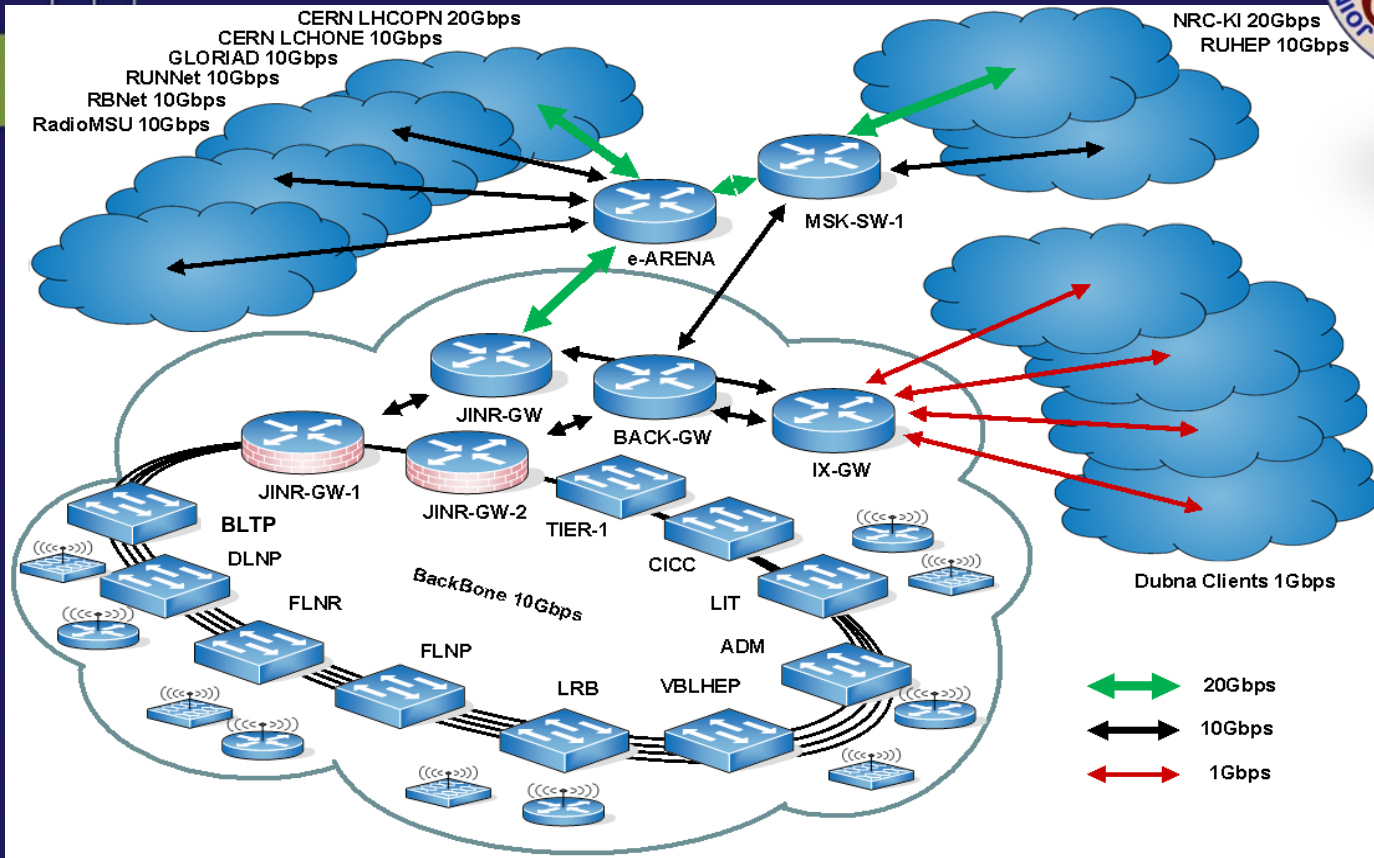 CERN LHCOPN 20Gbps
CERN LCHONE 10Gbps
GLORIAD 10Gbps
RUNNet 10Gbps
RBNet 10Gbps
RadioMSU 10Gbps
NRC-KI 20Gbps
RUHEP 10Gbps
MSK-SW-1
e-ARENA
JINR-GW
BACK-GW
IX-GW
JINR-GW-1
JINR-GW-2
TIER-1
BLTP
DLNP
CICC
BackBone 10Gbps
Dubna Clients 1Gbps
FLNR
LIT
FLNP
ADM
LRB
VBLHEP
20Gbps
10Gbps
1Gbps